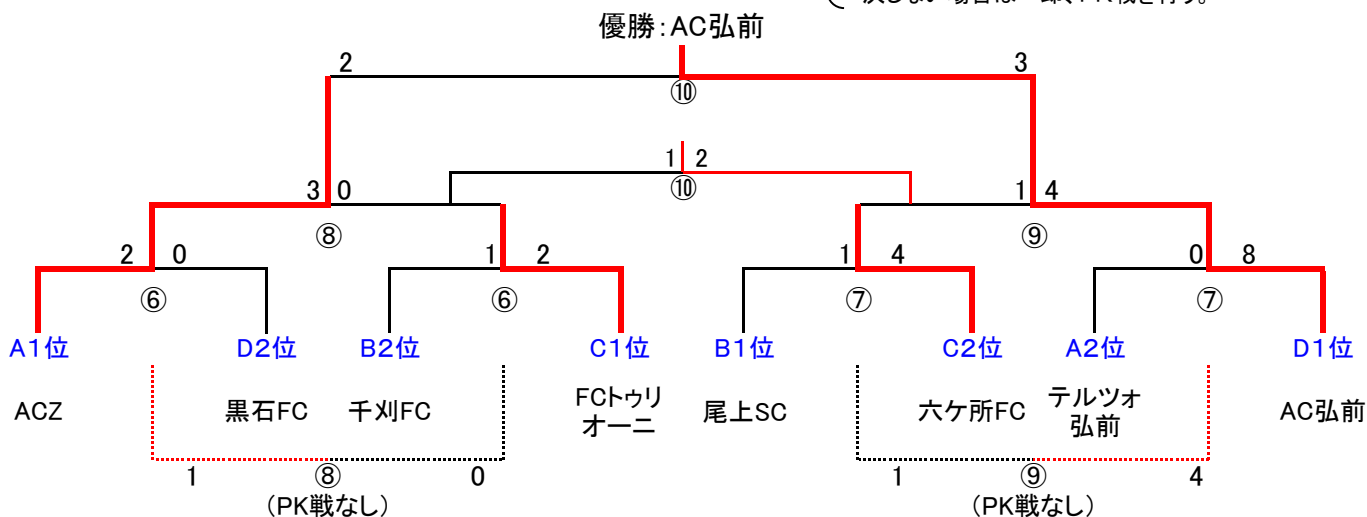 優勝:AC弘前
2 3
⑩
1 2
⑩
3 0 1 4
⑧ ⑨
2 0 1 2 1 4 0 8
⑥ ⑥ ⑦ ⑦
A1位 D2位 B2位 C1位 B1位 C2位 A2位 D1位
ACZ 黒石FC 千刈FC FCトゥリオーニ 尾上SC 六ケ所FC テルツォ弘前 AC弘前
1 ⑧ 0 1 ⑨ 4
(PK戦なし) (PK戦なし)